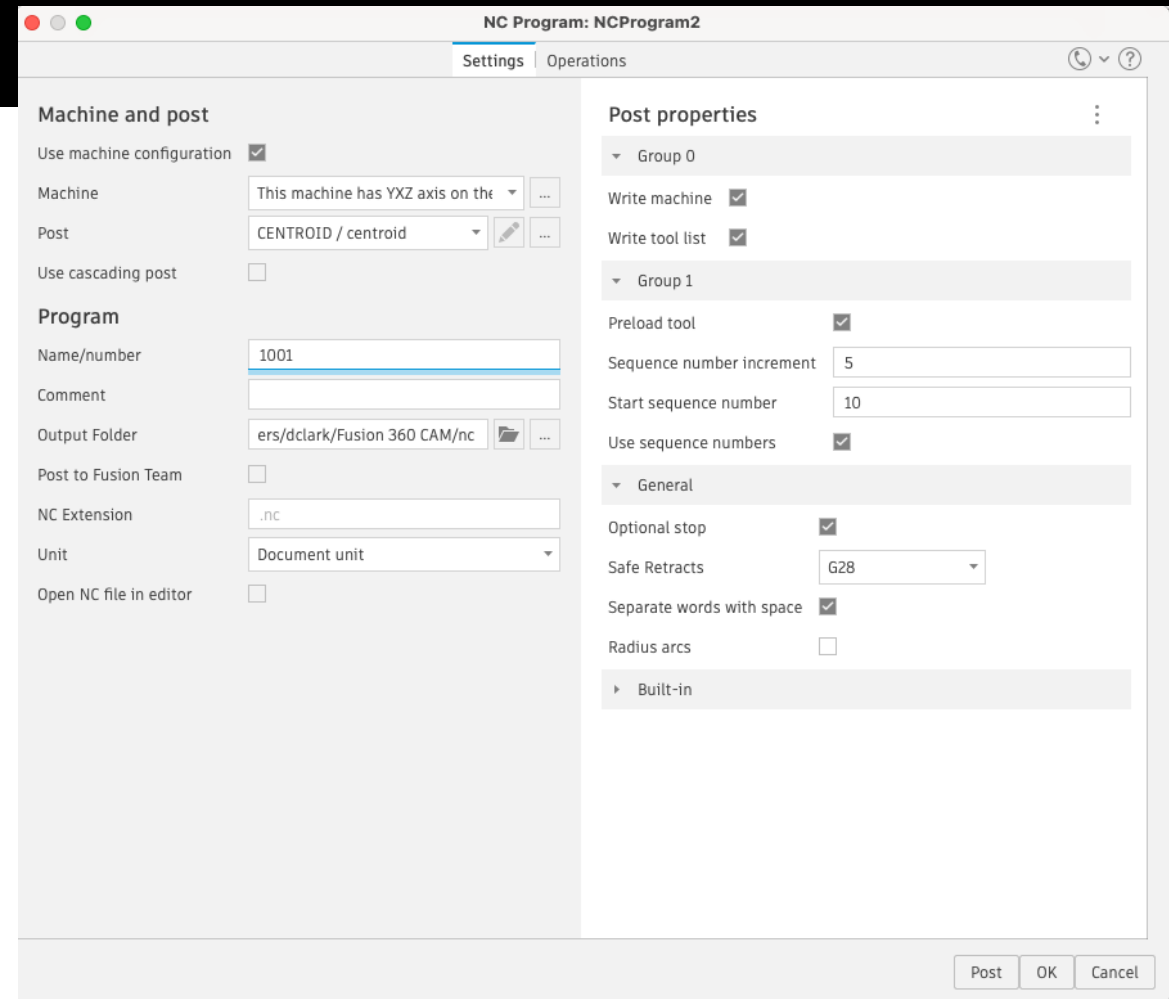 NC Program: NCProgram2
Settings
Operations
Machine and post
Use machine configuration
Machine
This machine has YXZ axis on the
...
Post
CENTROID / centroid
...
Use cascading post
Program
Name/number
1001
Comment
Output Folder
ers/dclark/Fusion 360 CAM/nc
...
Post to Fusion Team
NC Extension
.nc
Unit
Document unit
Open NC file in editor
Post properties
Group 0
Write machine
Write tool list
Group 1
Preload tool
Sequence number increment
5
Start sequence number
10
Use sequence numbers
General
Optional stop
Safe Retracts
G28
Separate words with space
Radius arcs
Built-in
Post
OK
Cancel